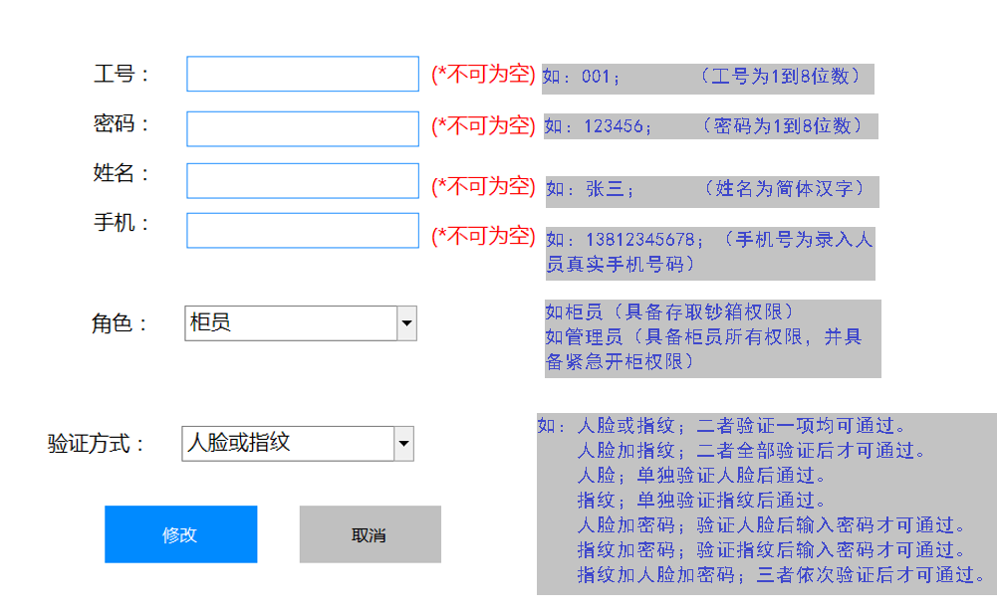 工号： (*不可为空) 如：001； （工号为1到8位数）
密码： (*不可为空) 如：123456； （密码为1到8位数）
姓名： (*不可为空) 如：张三； （姓名为简体汉字）
手机： (*不可为空) 如：13812345678；（手机号为录入人
员真实手机号码）
角色： 柜员 如柜员（具备存取钞箱权限）
如管理员（具备柜员所有权限，并具
备紧急开柜权限）
验证方式： 人脸或指纹 如：人脸或指纹；二者验证一项均可通过。
人脸加指纹；二者全部验证后才可通过。
人脸；单独验证人脸后通过。
指纹；单独验证指纹后通过。
人脸加密码；验证人脸后输入密码才可通过。
指纹加密码；验证指纹后输入密码才可通过。
指纹加人脸加密码；三者依次验证后才可通过。
修改 取消